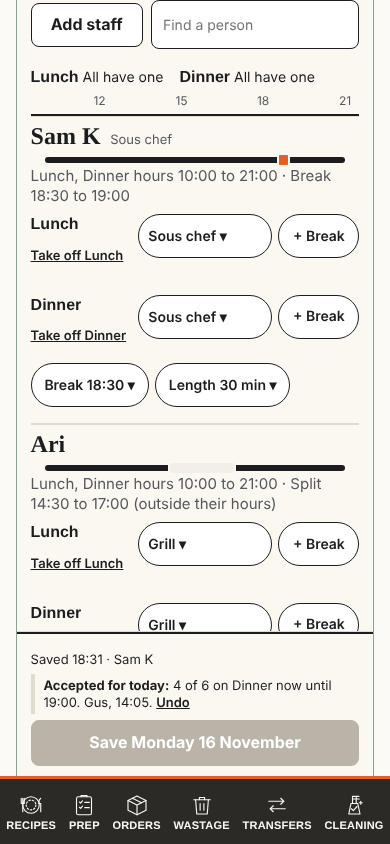 Add staff
Find a person
Lunch All have one Dinner All have one
12 15 18 21
Sam K Sous chef
Lunch, Dinner hours 10:00 to 21:00 · Break
18:30 to 19:00
Lunch
Take off Lunch
Sous chef ▾
+ Break
Dinner
Take off Dinner
Sous chef ▾
+ Break
Break 18:30 ▾
Length 30 min ▾
Ari
Lunch, Dinner hours 10:00 to 21:00 · Split
14:30 to 17:00 (outside their hours)
Lunch
Take off Lunch
Grill ▾
+ Break
Dinner
Grill ▾
+ Break
Saved 18:31 · Sam K
Accepted for today: 4 of 6 on Dinner now until
19:00. Gus, 14:05. Undo
Save Monday 16 November
RECIPES PREP ORDERS WASTAGE TRANSFERS CLEANING